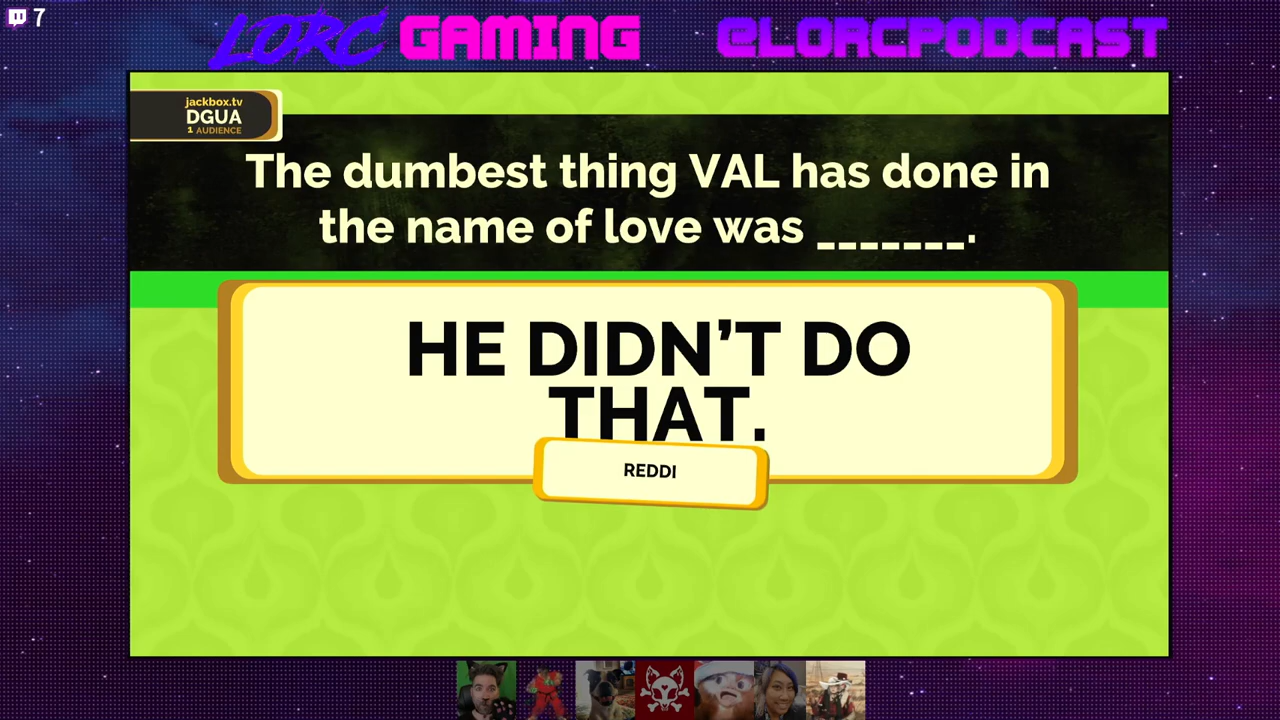 7
LORC GAMING @LORCPODCAST
jackbox.tv
DGUA
1 AUDIENCE
The dumbest thing VAL has done in
the name of love was _______.
HE DIDN’T DO
THAT.
REDDI